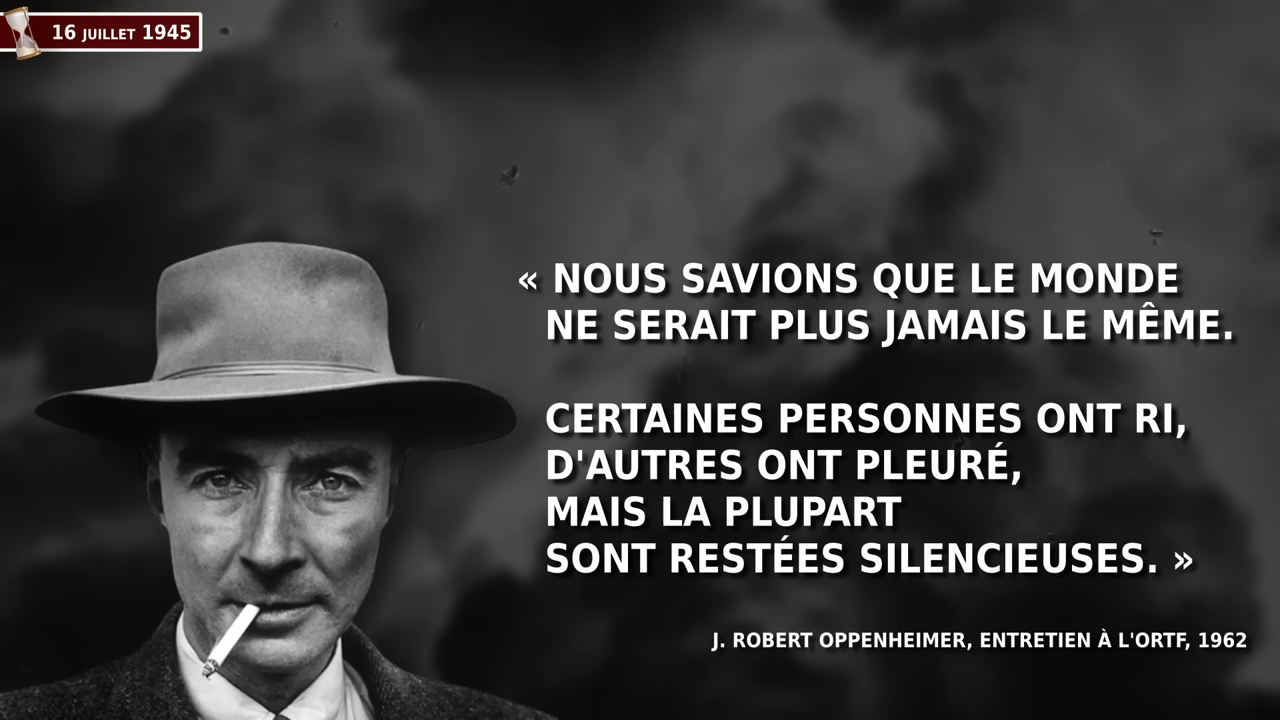 16 JUILLET 1945
« NOUS SAVIONS QUE LE MONDE
NE SERAIT PLUS JAMAIS LE MÊME.
CERTAINES PERSONNES ONT RI,
D'AUTRES ONT PLEURÉ,
MAIS LA PLUPART
SONT RESTÉES SILENCIEUSES. »
J. ROBERT OPPENHEIMER, ENTRETIEN À L'ORTF, 1962